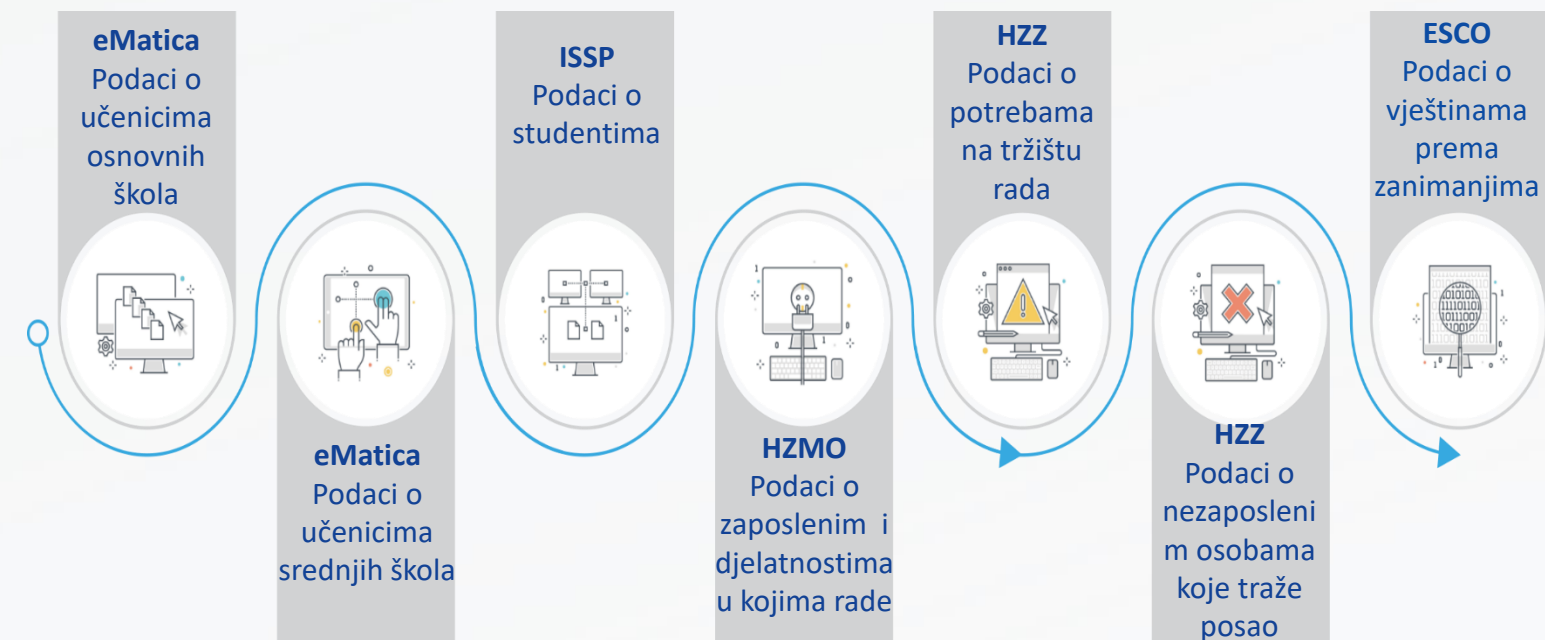 eMatica
Podaci o
učenicima
osnovnih
škola
eMatica
Podaci o
učenicima
srednjih škola
ISSP
Podaci o
studentima
HZMO
Podaci o
zaposlenim i
djelatnostima
u kojima rade
HZZ
Podaci o
potrebama
na tržištu
rada
HZZ
Podaci o
nezaposleni
m osobama
koje traže
posao
ESCO
Podaci o
vještinama
prema
zanimanjima